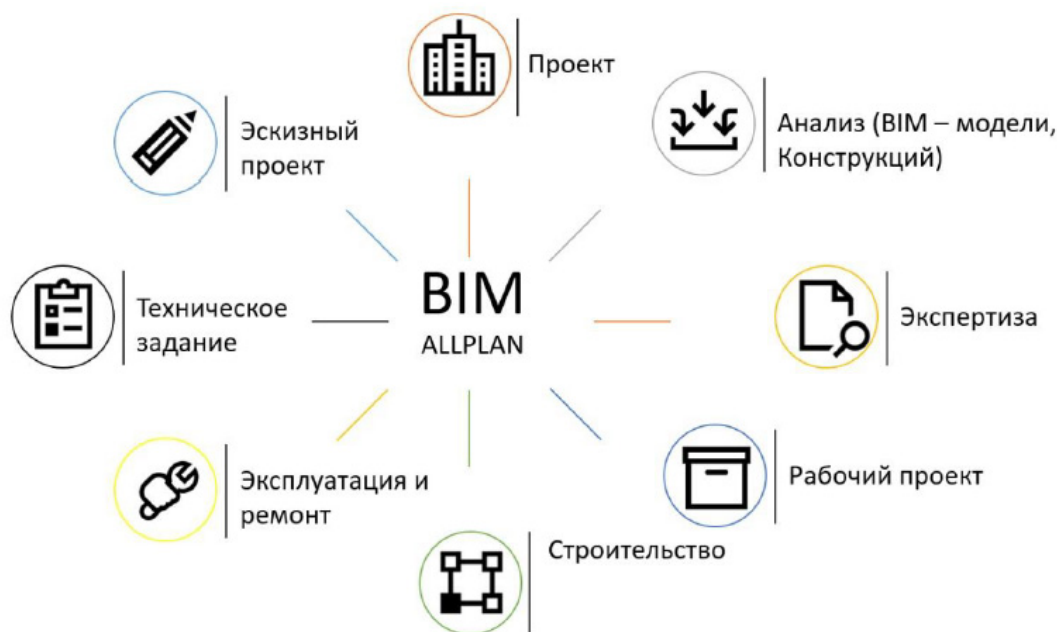 Проект
Эскизный
проект
Анализ (BIM – модели,
Конструкций)
BIM
ALLPLAN
Техническое
задание
Экспертиза
Эксплуатация и
ремонт
Рабочий проект
Строительство